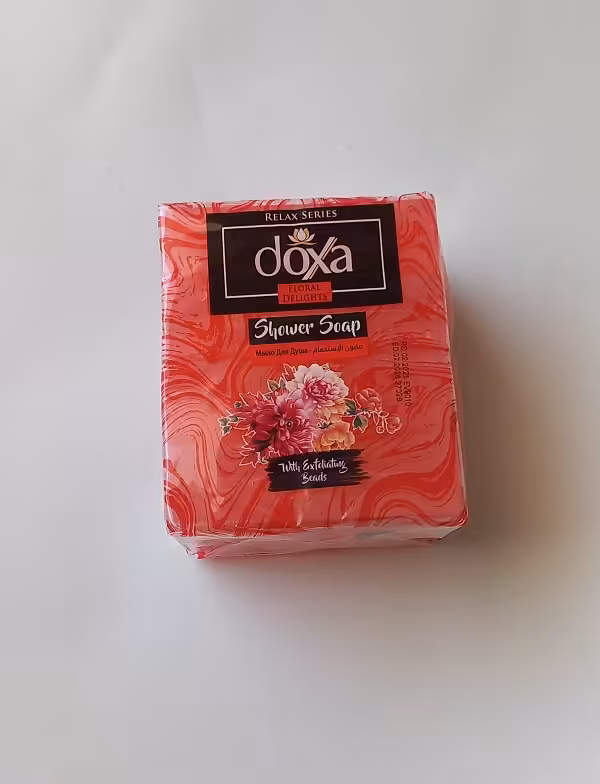 RELAX SERIES
doxa
FLORAL
DELIGHTS
Shower Soap
Мыло Для Душа - صابون الإستحمام
With Exfoliating
Beads